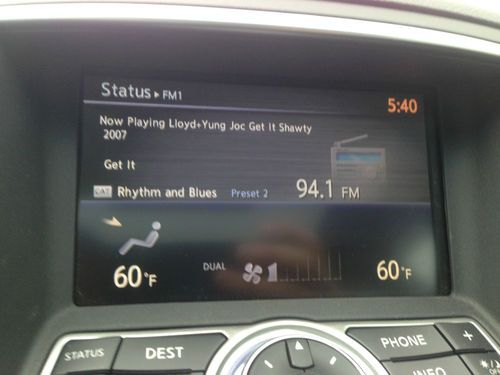 Status ▸ FM1
5:40
Now Playing Lloyd+Yung Joc Get It Shawty
2007
Get It
CAT Rhythm and Blues Preset 2 94.1 FM
60°F DUAL 60°F
STATUS DEST PHONE +
INFO